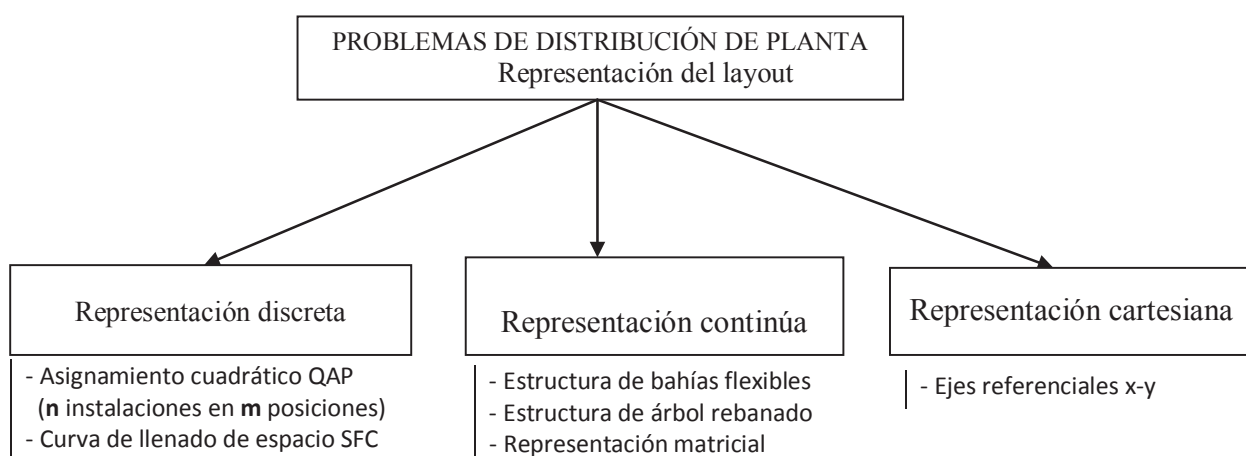 PROBLEMAS DE DISTRIBUCIÓN DE PLANTA
Representación del layout
Representación discreta
- Asignamiento cuadrático QAP
(n instalaciones en m posiciones)
- Curva de llenado de espacio SFC
Representación continúa
- Estructura de bahías flexibles
- Estructura de árbol rebanado
- Representación matricial
Representación cartesiana
- Ejes referenciales x-y